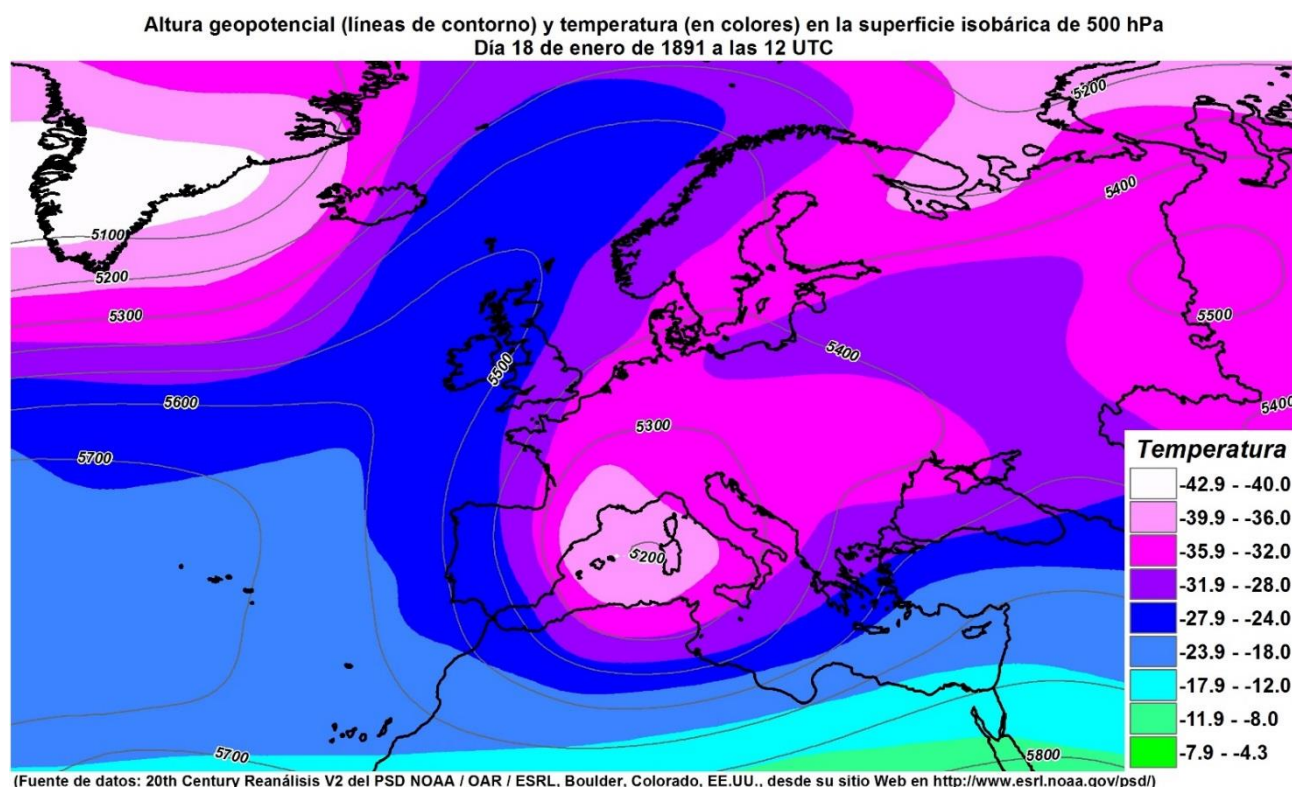 Altura geopotencial (líneas de contorno) y temperatura (en colores) en la superficie isobárica de 500 hPa
Día 18 de enero de 1891 a las 12 UTC
5200
5400
5100
5200
5300
5500
5400
5500
5600
5400
5300
5700
5200
5700
5800
Temperatura
-42.9 - -40.0
-39.9 - -36.0
-35.9 - -32.0
-31.9 - -28.0
-27.9 - -24.0
-23.9 - -18.0
-17.9 - -12.0
-11.9 - -8.0
-7.9 - -4.3
(Fuente de datos: 20th Century Reanálisis V2 del PSD NOAA / OAR / ESRL, Boulder, Colorado, EE.UU., desde su sitio Web en http://www.esrl.noaa.gov/psd/)